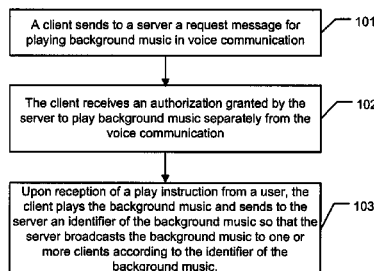 A client sends to a server a request message for
playing background music in voice communication
101
The client receives an authorization granted by the
server to play background music separately from the
voice communication
102
Upon reception of a play instruction from a user, the
client plays the background music and sends to the
server an identifier of the background music so that the
server broadcasts the background music to one or
more clients according to the identifier of the
background music.
103